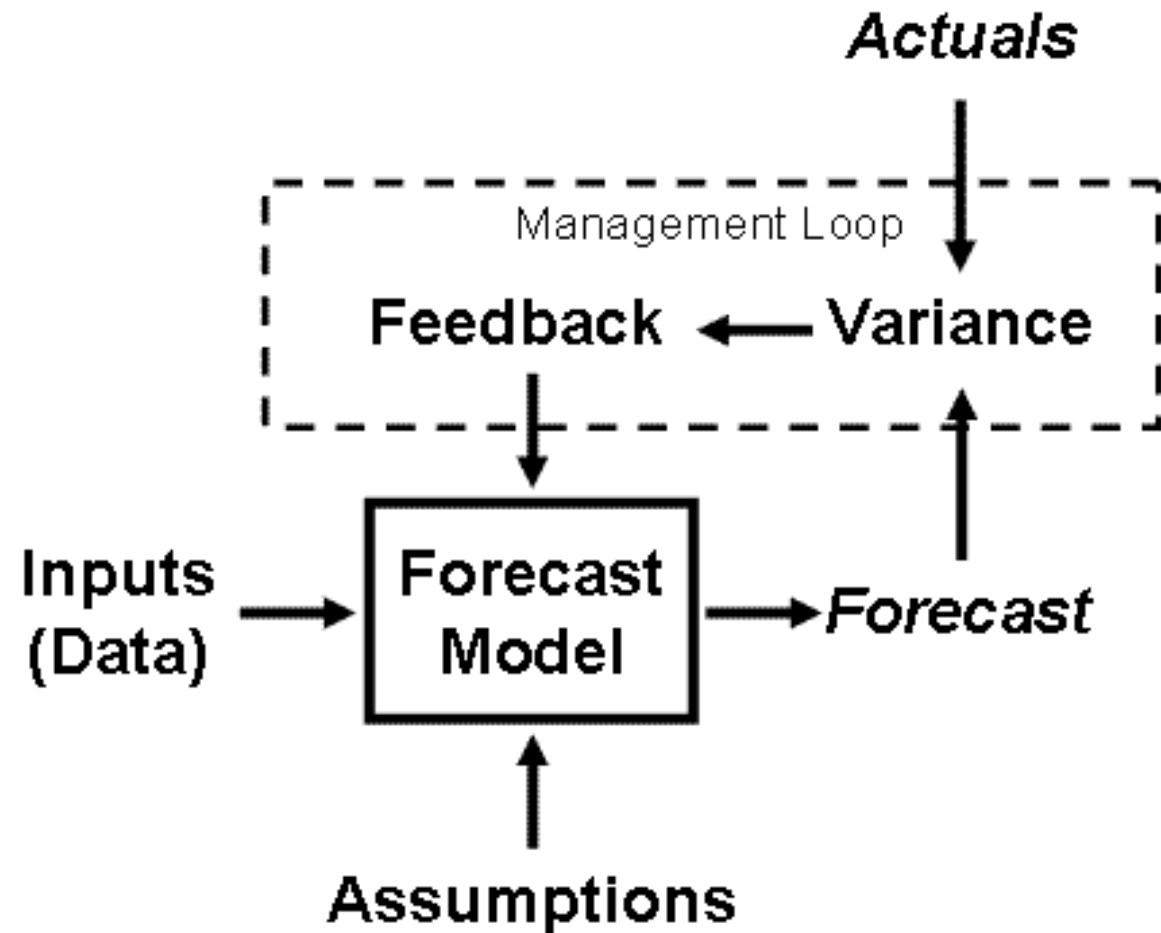 Actuals
Management Loop
Feedback
Variance
Inputs
(Data)
Forecast
Model
Forecast
Assumptions